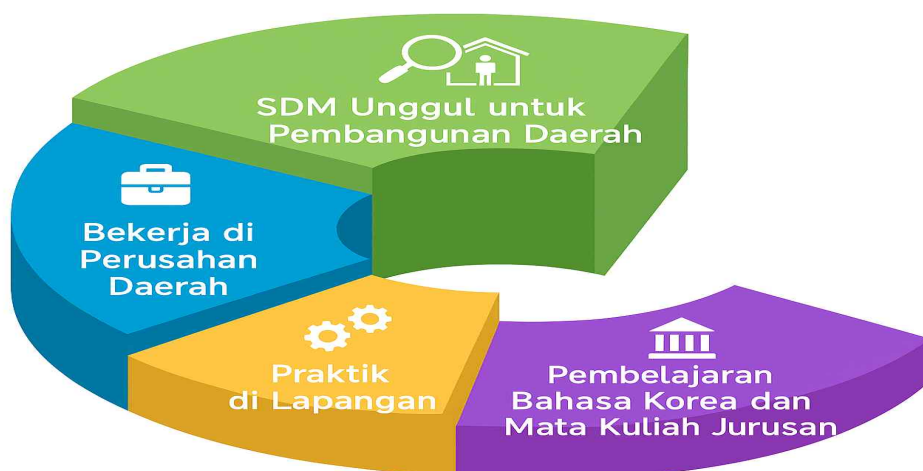 SDM Unggul untuk
Pembangunan Daerah
Bekerja di
Perusahan
Daerah
Praktik
di Lapangan
Pembelajaran
Bahasa Korea dan
Mata Kuliah Jurusan